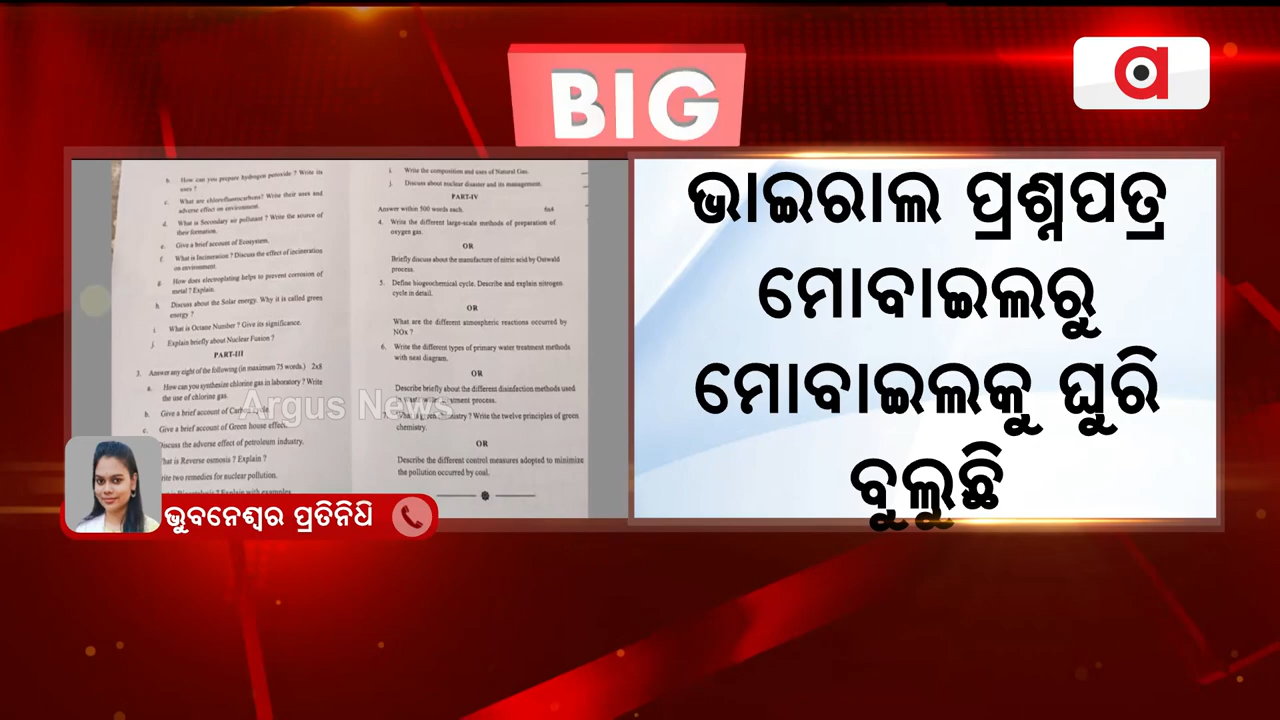 BIG
a
b. How can you prepare hydrogen peroxide ? Write its
uses ?
c. What are chlorofluorocarbons? Write their uses and
adverse effect on environment.
d. What is Secondary air pollutant ? Write the source of
their formation.
e. Give a brief account of Ecosystem.
f. What is Incineration ? Discuss the effect of incineration
on environment.
g. How does electroplating helps to prevent corrosion of
metal ? Explain.
h. Discuss about the Solar energy. Why it is called green
energy ?
i. What is Octane Number ? Give its significance.
j. Explain briefly about Nuclear Fusion ?
PART-III
3. Answer any eight of the following (in maximum 75 words.) 2x8
a. How can you synthesize chlorine gas in laboratory ? Write
the use of chlorine gas.
b. Give a brief account of Carbon cycle.
c. Give a brief account of Green house effect.
Discuss the adverse effect of petroleum industry.
hat is Reverse osmosis ? Explain ?
rite two remedies for nuclear pollution.
i. Write the composition and uses of Natural Gas.
j. Discuss about nuclear disaster and its management.
PART-IV
Answer within 500 words each. 6x4
4. Write the different large-scale methods of preparation of
oxygen gas.
OR
Briefly discuss about the manufacture of nitric acid by Ostwald
process.
5. Define biogeochemical cycle. Describe and explain nitrogen
cycle in detail.
OR
What are the different atmospheric reactions occurred by
NOx ?
6. Write the different types of primary water treatment methods
with neat diagram.
OR
Describe briefly about the different disinfection methods used
in waste water treatment process.
7. What is green chemistry ? Write the twelve principles of green
chemistry.
OR
Describe the different control measures adopted to minimize
the pollution occurred by coal.
Argus News
ଭାଇରାଲ ପ୍ରଶ୍ନପତ୍ର
ମୋବାଇଲରୁ
ମୋବାଇଲକୁ ଘୁରି
ବୁଲୁଛି
ଭୁବନେଶ୍ୱର ପ୍ରତିନିଧି